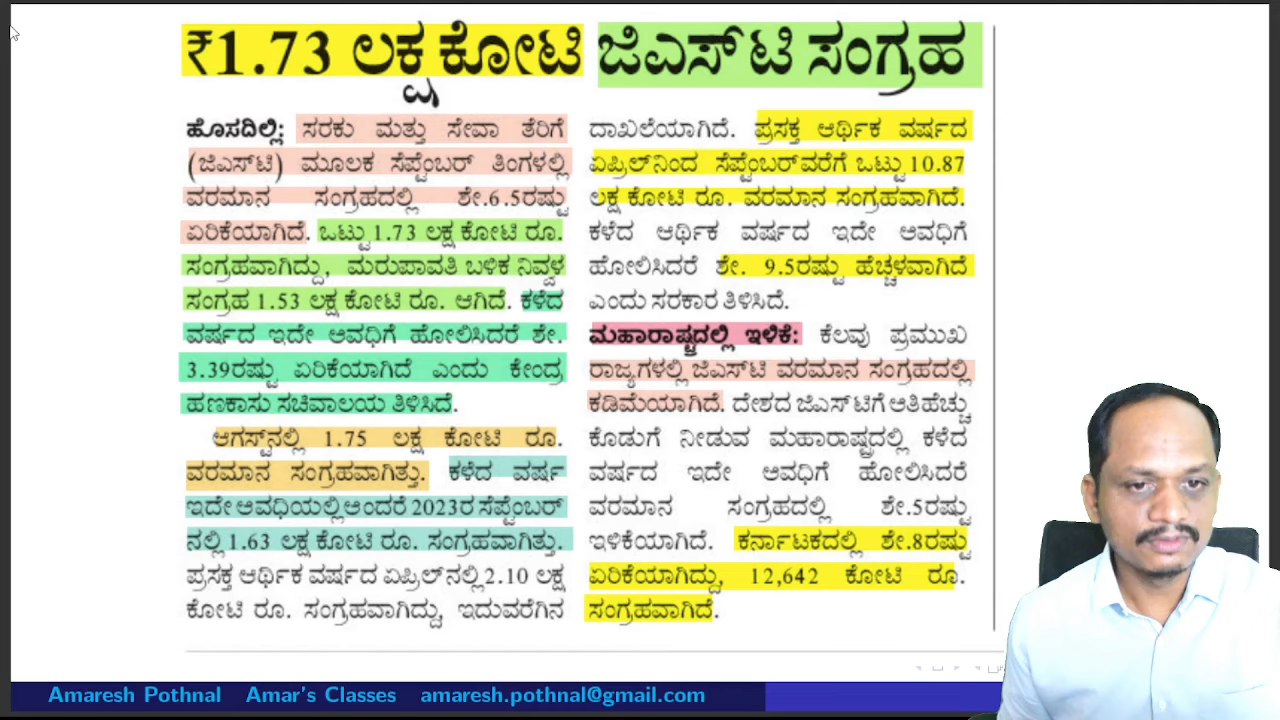 ₹1.73 ಲಕ್ಷ ಕೋಟಿ ಜಿಎಸ್‌ಟಿ ಸಂಗ್ರಹ
ಹೊಸದಿಲ್ಲಿ: ಸರಕು ಮತ್ತು ಸೇವಾ ತೆರಿಗೆ
(ಜಿಎಸ್‌ಟಿ) ಮೂಲಕ ಸೆಪ್ಟೆಂಬರ್ ತಿಂಗಳಲ್ಲಿ
ವರಮಾನ ಸಂಗ್ರಹದಲ್ಲಿ ಶೇ.6.5ರಷ್ಟು
ಏರಿಕೆಯಾಗಿದೆ. ಒಟ್ಟು 1.73 ಲಕ್ಷ ಕೋಟಿ ರೂ.
ಸಂಗ್ರಹವಾಗಿದ್ದು, ಮರುಪಾವತಿ ಬಳಿಕ ನಿವ್ವಳ
ಸಂಗ್ರಹ 1.53 ಲಕ್ಷ ಕೋಟಿ ರೂ. ಆಗಿದೆ. ಕಳೆದ
ವರ್ಷದ ಇದೇ ಅವಧಿಗೆ ಹೋಲಿಸಿದರೆ ಶೇ.
3.39ರಷ್ಟು ಏರಿಕೆಯಾಗಿದೆ ಎಂದು ಕೇಂದ್ರ
ಹಣಕಾಸು ಸಚಿವಾಲಯ ತಿಳಿಸಿದೆ.
ಆಗಸ್ಟ್‌ನಲ್ಲಿ 1.75 ಲಕ್ಷ ಕೋಟಿ ರೂ.
ವರಮಾನ ಸಂಗ್ರಹವಾಗಿತ್ತು. ಕಳೆದ ವರ್ಷ
ಇದೇ ಅವಧಿಯಲ್ಲಿ ಅಂದರೆ 2023ರ ಸೆಪ್ಟೆಂಬರ್
ನಲ್ಲಿ 1.63 ಲಕ್ಷ ಕೋಟಿ ರೂ. ಸಂಗ್ರಹವಾಗಿತ್ತು.
ಪ್ರಸಕ್ತ ಆರ್ಥಿಕ ವರ್ಷದ ಏಪ್ರಿಲ್‌ನಲ್ಲಿ 2.10 ಲಕ್ಷ
ಕೋಟಿ ರೂ. ಸಂಗ್ರಹವಾಗಿದ್ದು, ಇದುವರೆಗಿನ
ದಾಖಲೆಯಾಗಿದೆ. ಪ್ರಸಕ್ತ ಆರ್ಥಿಕ ವರ್ಷದ
ಏಪ್ರಿಲ್‌ನಿಂದ ಸೆಪ್ಟೆಂಬರ್‌ವರೆಗೆ ಒಟ್ಟು 10.87
ಲಕ್ಷ ಕೋಟಿ ರೂ. ವರಮಾನ ಸಂಗ್ರಹವಾಗಿದೆ.
ಕಳೆದ ಆರ್ಥಿಕ ವರ್ಷದ ಇದೇ ಅವಧಿಗೆ
ಹೋಲಿಸಿದರೆ ಶೇ. 9.5ರಷ್ಟು ಹೆಚ್ಚಳವಾಗಿದೆ
ಎಂದು ಸರಕಾರ ತಿಳಿಸಿದೆ.
ಮಹಾರಾಷ್ಟ್ರದಲ್ಲಿ ಇಳಿಕೆ: ಕೆಲವು ಪ್ರಮುಖ
ರಾಜ್ಯಗಳಲ್ಲಿ ಜಿಎಸ್‌ಟಿ ವರಮಾನ ಸಂಗ್ರಹದಲ್ಲಿ
ಕಡಿಮೆಯಾಗಿದೆ. ದೇಶದ ಜಿಎಸ್‌ಟಿಗೆ ಅತಿಹೆಚ್ಚು
ಕೊಡುಗೆ ನೀಡುವ ಮಹಾರಾಷ್ಟ್ರದಲ್ಲಿ ಕಳೆದ
ವರ್ಷದ ಇದೇ ಅವಧಿಗೆ ಹೋಲಿಸಿದರೆ
ವರಮಾನ ಸಂಗ್ರಹದಲ್ಲಿ ಶೇ.5ರಷ್ಟು
ಇಳಿಕೆಯಾಗಿದೆ. ಕರ್ನಾಟಕದಲ್ಲಿ ಶೇ.8ರಷ್ಟು
ಏರಿಕೆಯಾಗಿದ್ದು, 12,642 ಕೋಟಿ ರೂ.
ಸಂಗ್ರಹವಾಗಿದೆ.
Amaresh Pothnal Amar's Classes amaresh.pothnal@gmail.com